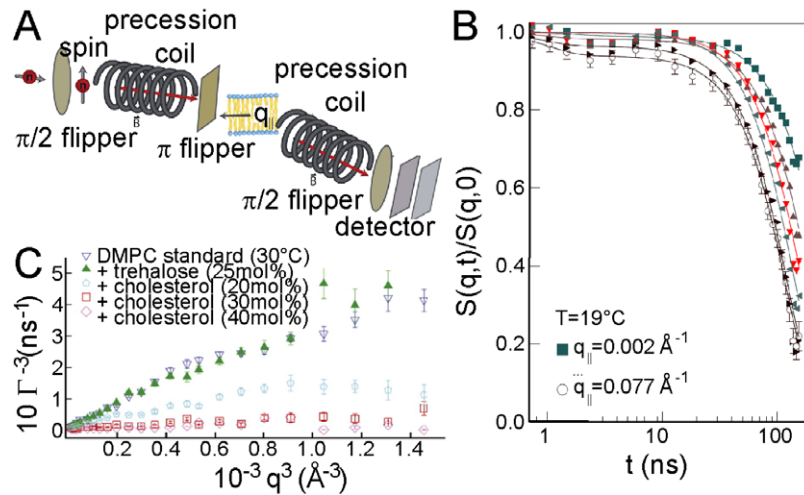 A
precession
coil
spin
n
n
π/2 flipper
B
π flipper
q||
precession
coil
B
π/2 flipper
detector
B
S(q,t)/S(q,0)
1.0
0.8
0.6
0.4
0.2
0.0
T=19°C
q||=0.002 Å-1
...
q||=0.077 Å-1
1
10
100
t (ns)
C
DMPC standard (30°C)
+ trehalose (25mol%)
+ cholesterol (20mol%)
+ cholesterol (30mol%)
+ cholesterol (40mol%)
10 Γ-3(ns-1)
5
4
3
2
1
0
0.2 0.4 0.6 0.8 1.0 1.2 1.4
10-3 q3 (Å-3)